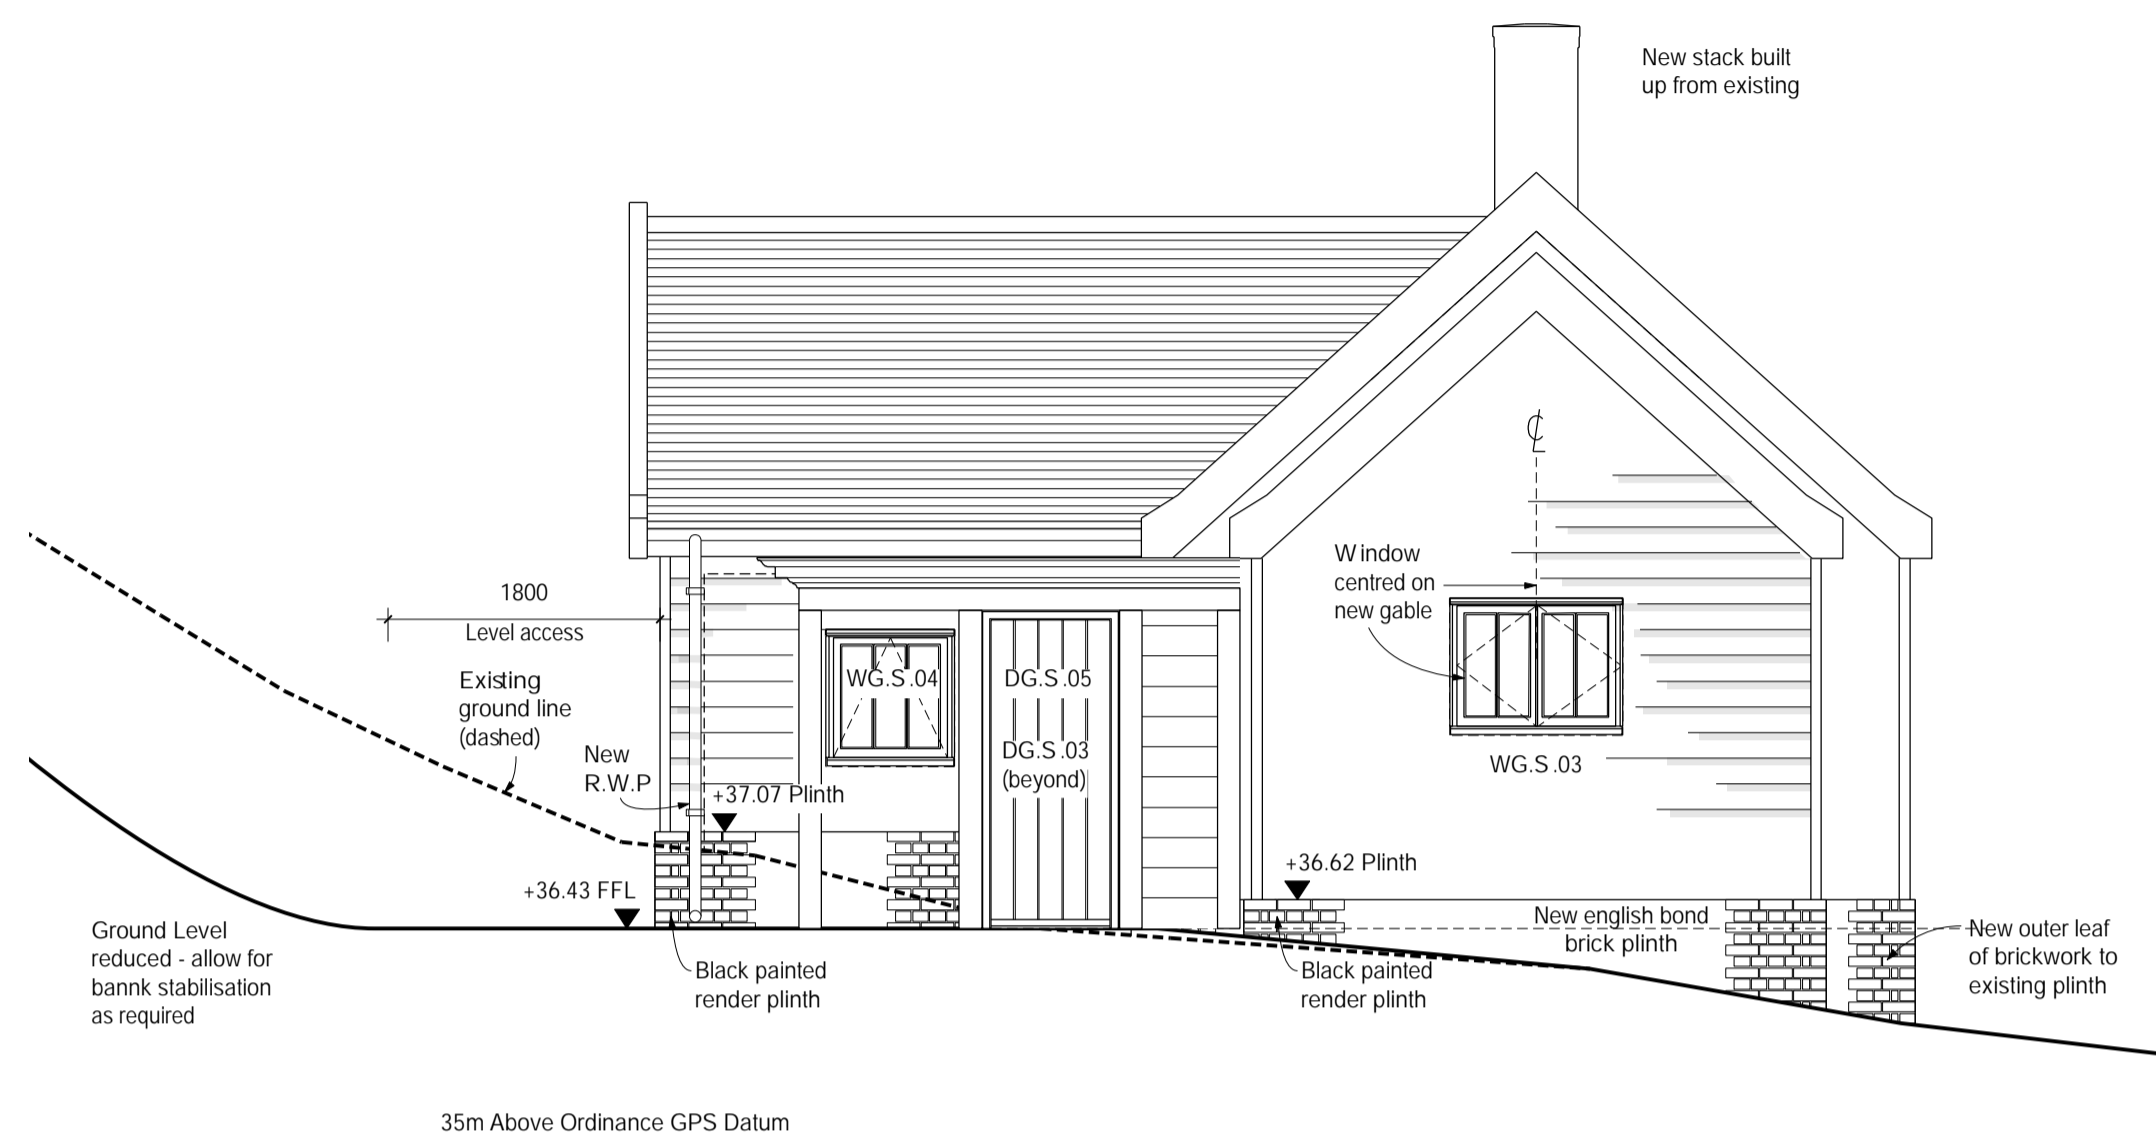 New stack built
up from existing
℄
Window
centred on
new gable
1800
Level access
Existing
ground line
(dashed)
WG.S.04
DG.S.05
DG.S.03
(beyond)
WG.S.03
New
R.W.P
+37.07 Plinth
+36.43 FFL
+36.62 Plinth
New english bond
brick plinth
Ground Level
reduced - allow for
bannk stabilisation
as required
Black painted
render plinth
Black painted
render plinth
New outer leaf
of brickwork to
existing plinth
35m Above Ordinance GPS Datum